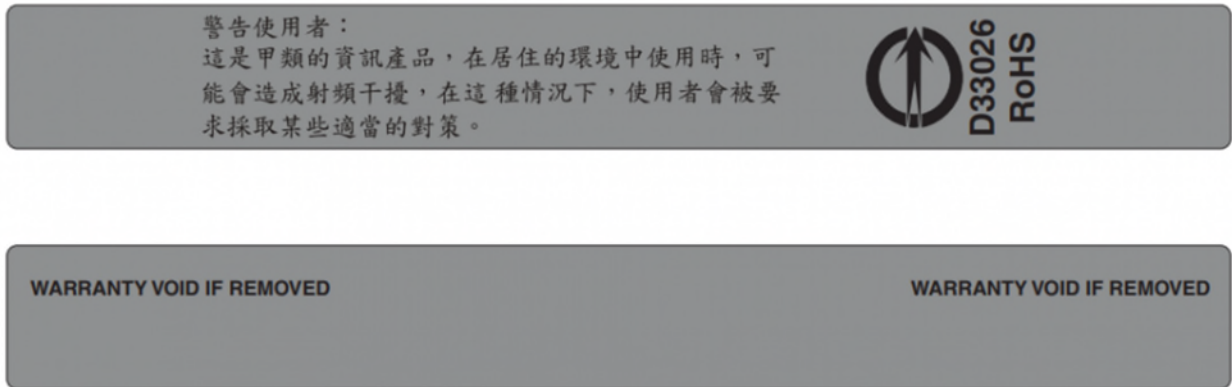 警告使用者：
這是甲類的資訊產品，在居住的環境中使用時，可
能會造成射頻干擾，在這種情況下，使用者會被要
求採取某些適當的對策。
D33026
RoHS
WARRANTY VOID IF REMOVED
WARRANTY VOID IF REMOVED